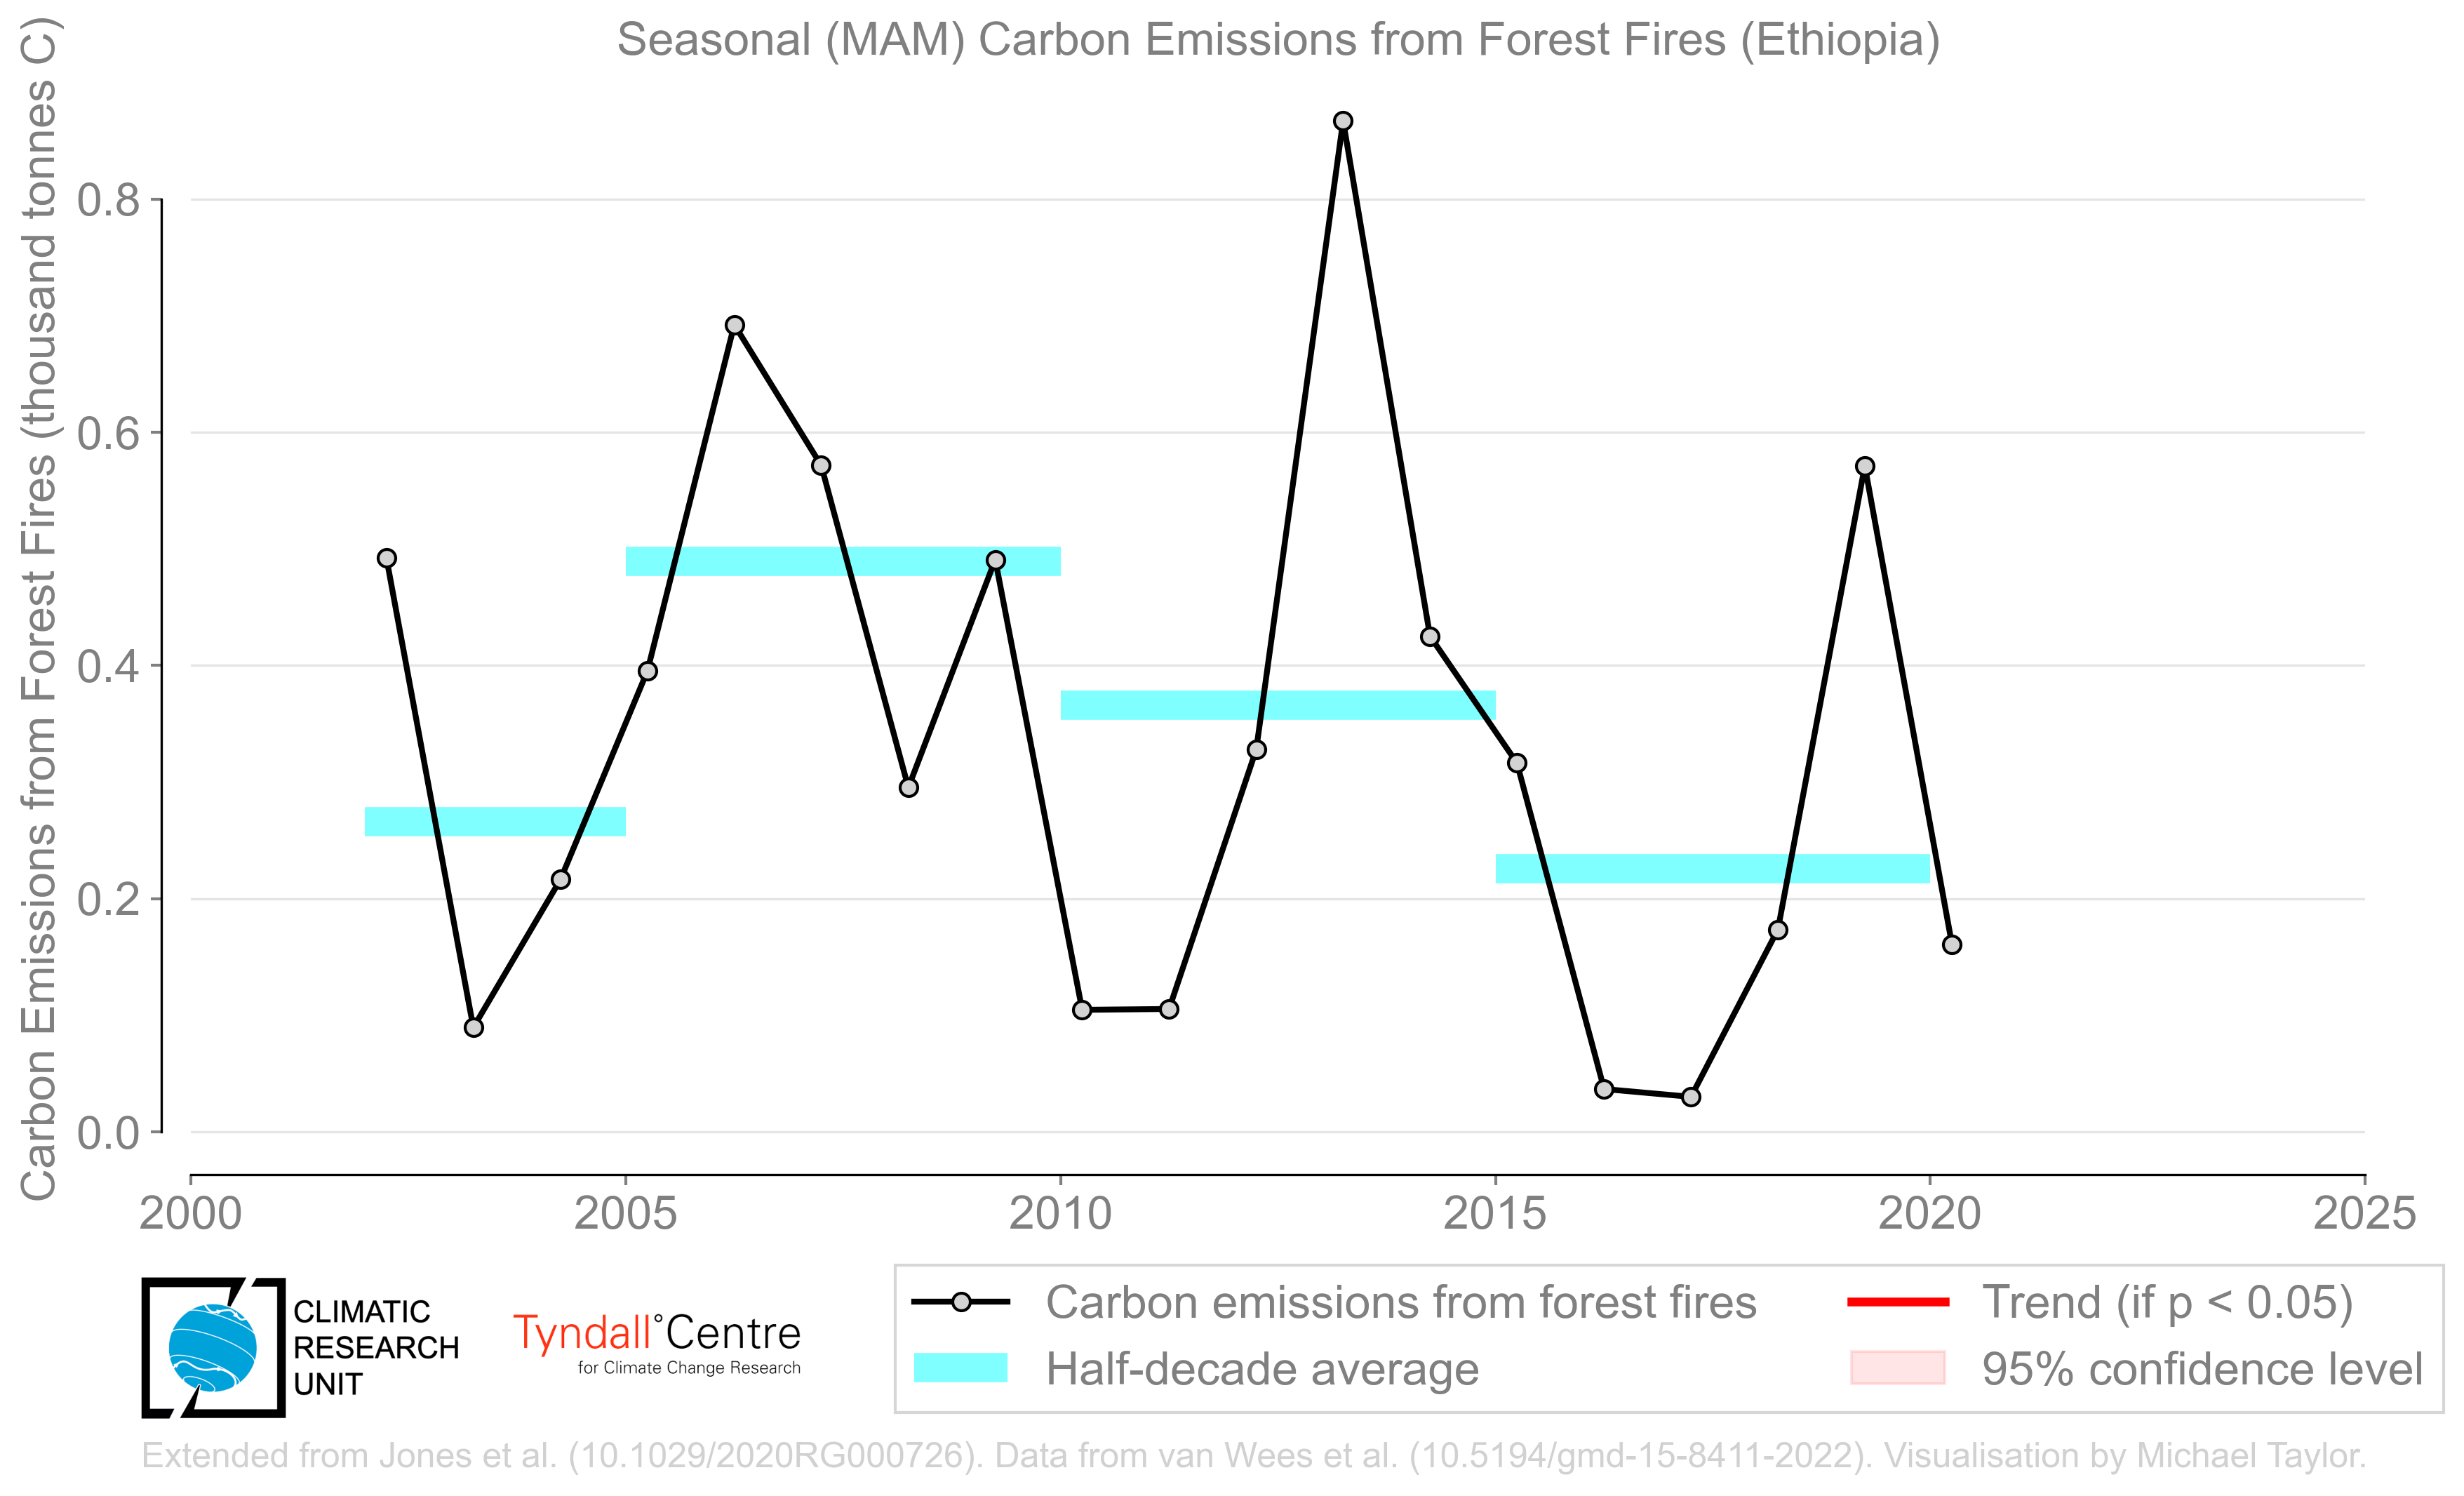 Seasonal (MAM) Carbon Emissions from Forest Fires (Ethiopia)
Carbon Emissions from Forest Fires (thousand tonnes C)
0.8
0.6
0.4
0.2
0.0
2000
2005
2010
2015
2020
2025
CLIMATIC
RESEARCH
UNIT
Tyndall°Centre
for Climate Change Research
Carbon emissions from forest fires
Half-decade average
Trend (if p < 0.05)
95% confidence level
Extended from Jones et al. (10.1029/2020RG000726). Data from van Wees et al. (10.5194/gmd-15-8411-2022). Visualisation by Michael Taylor.